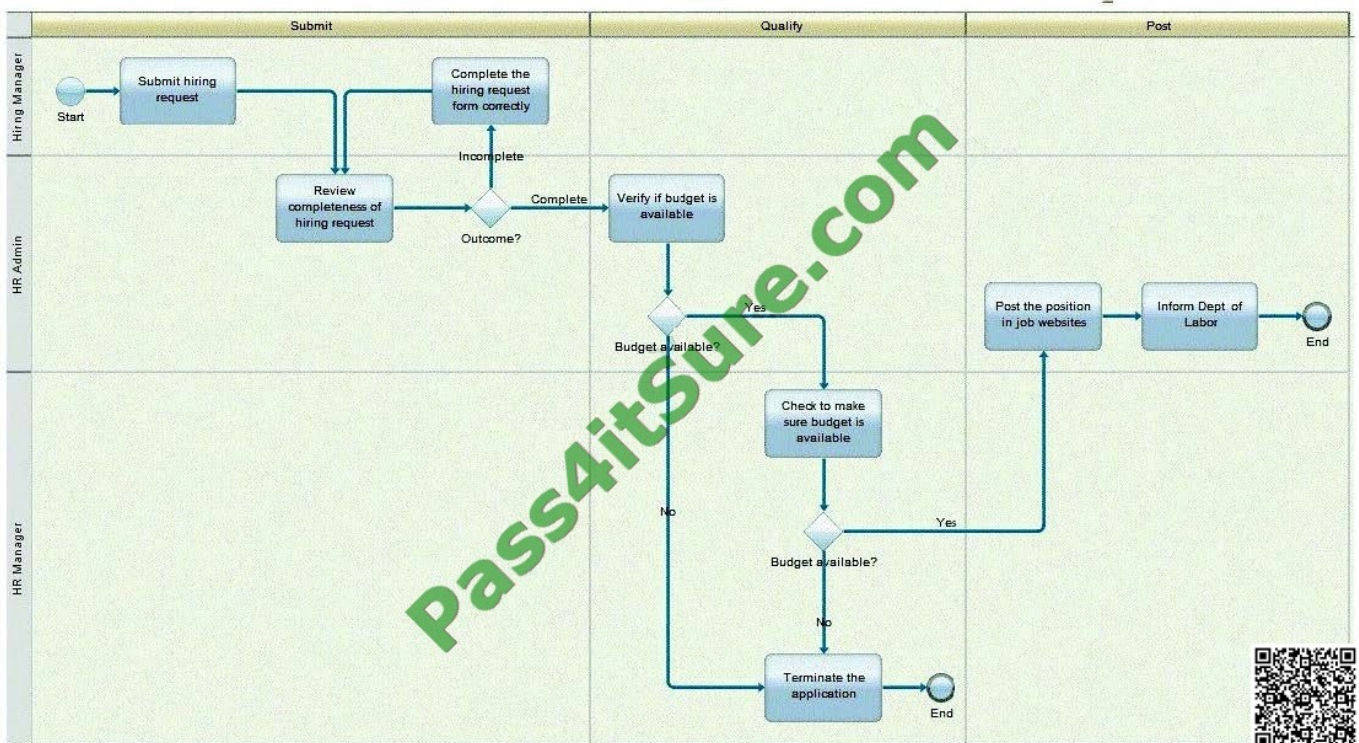 Submit
Qualify
Post
Hiring Manager
Start
Submit hiring
request
Complete the
hiring request
form correctly
Incomplete
HR Admin
Review
completeness of
hiring request
Outcome?
Complete
Verify if budget is
available
Budget available?
Yes
Post the position
in job websites
Inform Dept of
Labor
End
HR Manager
Check to make
sure budget is
available
No
Budget available?
Yes
No
Terminate the
application
End
Pass4itSure.com